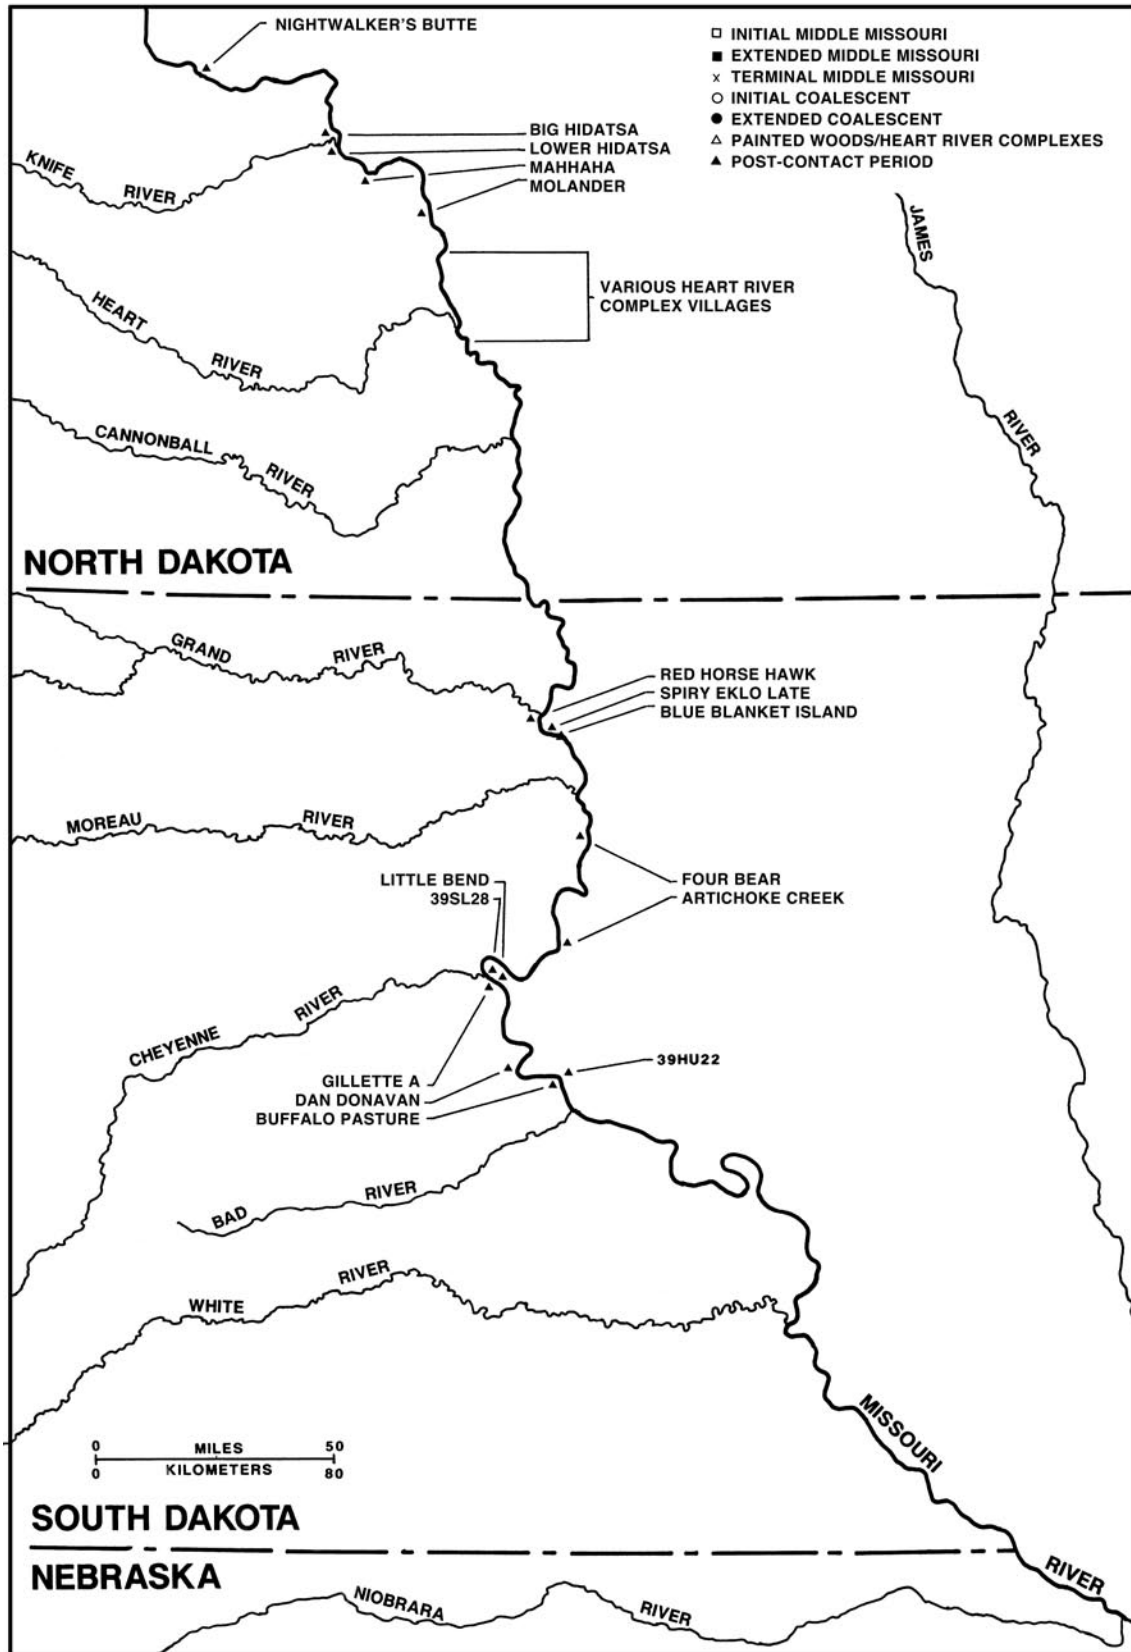 NIGHTWALKER'S BUTTE
INITIAL MIDDLE MISSOURI
EXTENDED MIDDLE MISSOURI
TERMINAL MIDDLE MISSOURI
INITIAL COALESCENT
EXTENDED COALESCENT
PAINTED WOODS/HEART RIVER COMPLEXES
POST-CONTACT PERIOD
BIG HIDATSA
LOWER HIDATSA
MAHHAHA
MOLANDER
KNIFE RIVER
JAMES RIVER
VARIOUS HEART RIVER
COMPLEX VILLAGES
HEART RIVER
CANNONBALL RIVER
NORTH DAKOTA
GRAND RIVER
RED HORSE HAWK
SPIRY EKLO LATE
BLUE BLANKET ISLAND
MOREAU RIVER
LITTLE BEND
39SL28
FOUR BEAR
ARTICHOKE CREEK
CHEYENNE RIVER
39HU22
GILLETTE A
DAN DONAVAN
BUFFALO PASTURE
BAD RIVER
WHITE RIVER
MISSOURI RIVER
0 MILES 50
0 KILOMETERS 80
SOUTH DAKOTA
NEBRASKA
NIOBRARA RIVER